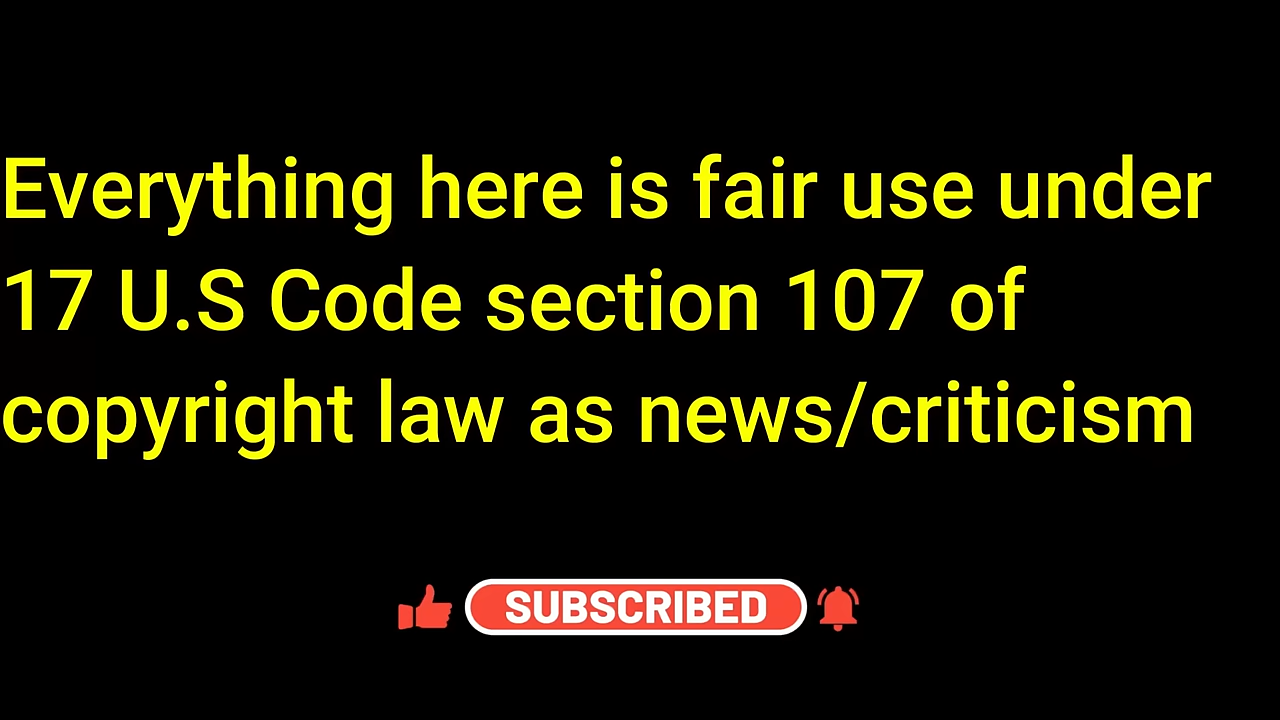 Everything here is fair use under
17 U.S Code section 107 of
copyright law as news/criticism
SUBSCRIBED